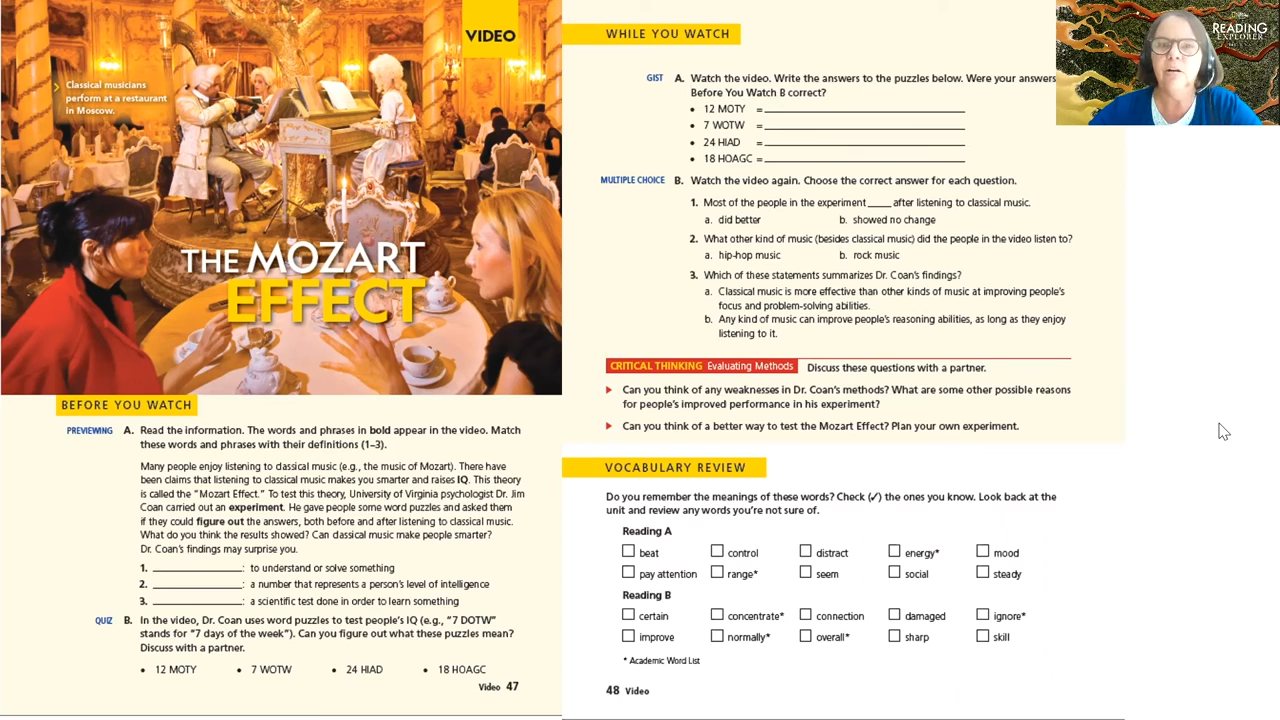 VIDEO
Classical musicians
perform at a restaurant
in Moscow.
THE MOZART
EFFECT
BEFORE YOU WATCH
PREVIEWING A. Read the information. The words and phrases in bold appear in the video. Match
these words and phrases with their definitions (1–3).
Many people enjoy listening to classical music (e.g., the music of Mozart). There have
been claims that listening to classical music makes you smarter and raises IQ. This theory
is called the “Mozart Effect.” To test this theory, University of Virginia psychologist Dr. Jim
Coan carried out an experiment. He gave people some word puzzles and asked them
if they could figure out the answers, both before and after listening to classical music.
What do you think the results showed? Can classical music make people smarter?
Dr. Coan’s findings may surprise you.
1. ________________: to understand or solve something
2. ________________: a number that represents a person’s level of intelligence
3. ________________: a scientific test done in order to learn something
QUIZ B. In the video, Dr. Coan uses word puzzles to test people’s IQ (e.g., “7 DOTW”
stands for “7 days of the week”). Can you figure out what these puzzles mean?
Discuss with a partner.
• 12 MOTY • 7 WOTW • 24 HIAD • 18 HOAGC
Video 47
WHILE YOU WATCH
GIST A. Watch the video. Write the answers to the puzzles below. Were your answers
Before You Watch B correct?
• 12 MOTY = ________________
• 7 WOTW = ________________
• 24 HIAD = ________________
• 18 HOAGC = ________________
MULTIPLE CHOICE B. Watch the video again. Choose the correct answer for each question.
1. Most of the people in the experiment ____ after listening to classical music.
a. did better b. showed no change
2. What other kind of music (besides classical music) did the people in the video listen to?
a. hip-hop music b. rock music
3. Which of these statements summarizes Dr. Coan’s findings?
a. Classical music is more effective than other kinds of music at improving people’s
focus and problem-solving abilities.
b. Any kind of music can improve people’s reasoning abilities, as long as they enjoy
listening to it.
CRITICAL THINKING Evaluating Methods Discuss these questions with a partner.
Can you think of any weaknesses in Dr. Coan’s methods? What are some other possible reasons
for people’s improved performance in his experiment?
Can you think of a better way to test the Mozart Effect? Plan your own experiment.
VOCABULARY REVIEW
Do you remember the meanings of these words? Check (✓) the ones you know. Look back at the
unit and review any words you’re not sure of.
Reading A
beat control distract energy* mood
pay attention range* seem social steady
Reading B
certain concentrate* connection damaged ignore*
improve normally* overall* sharp skill
* Academic Word List
48 Video
READING
EXPLORER